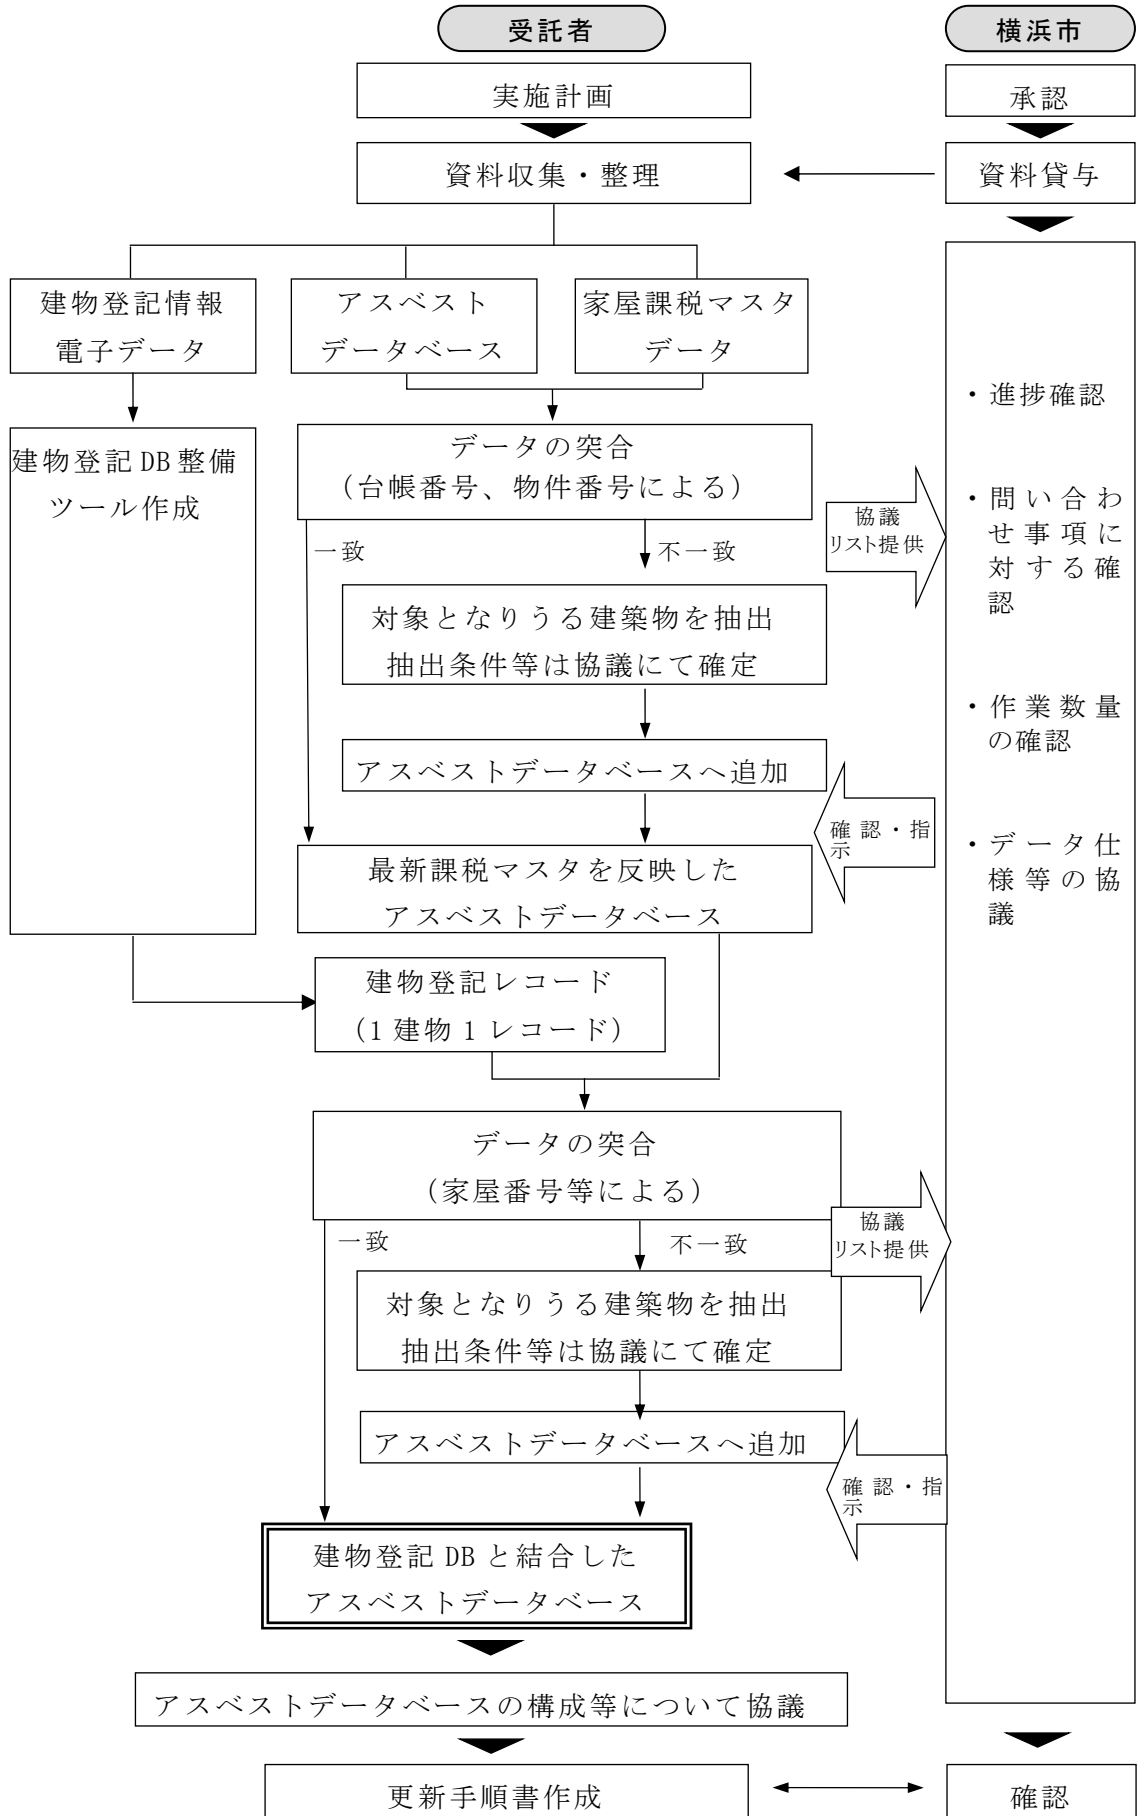 受託者
横浜市
実施計画
承認
資料収集・整理
資料貸与
建物登記情報
電子データ
アスベスト
データベース
家屋課税マスタ
データ
建物登記 DB 整備
ツール作成
データの突合
（台帳番号、物件番号による）
一致
不一致
協議
リスト提供
対象となりうる建築物を抽出
抽出条件等は協議にて確定
アスベストデータベースへ追加
確認・指
示
最新課税マスタを反映した
アスベストデータベース
・進捗確認
・問い合わ
せ事項に
対する確
認
・作業数量
の確認
・データ仕
様等の協
議
建物登記レコード
（1 建物 1 レコード）
データの突合
（家屋番号等による）
一致
不一致
協議
リスト提供
対象となりうる建築物を抽出
抽出条件等は協議にて確定
アスベストデータベースへ追加
確認・指
示
建物登記 DB と結合した
アスベストデータベース
アスベストデータベースの構成等について協議
更新手順書作成
確認